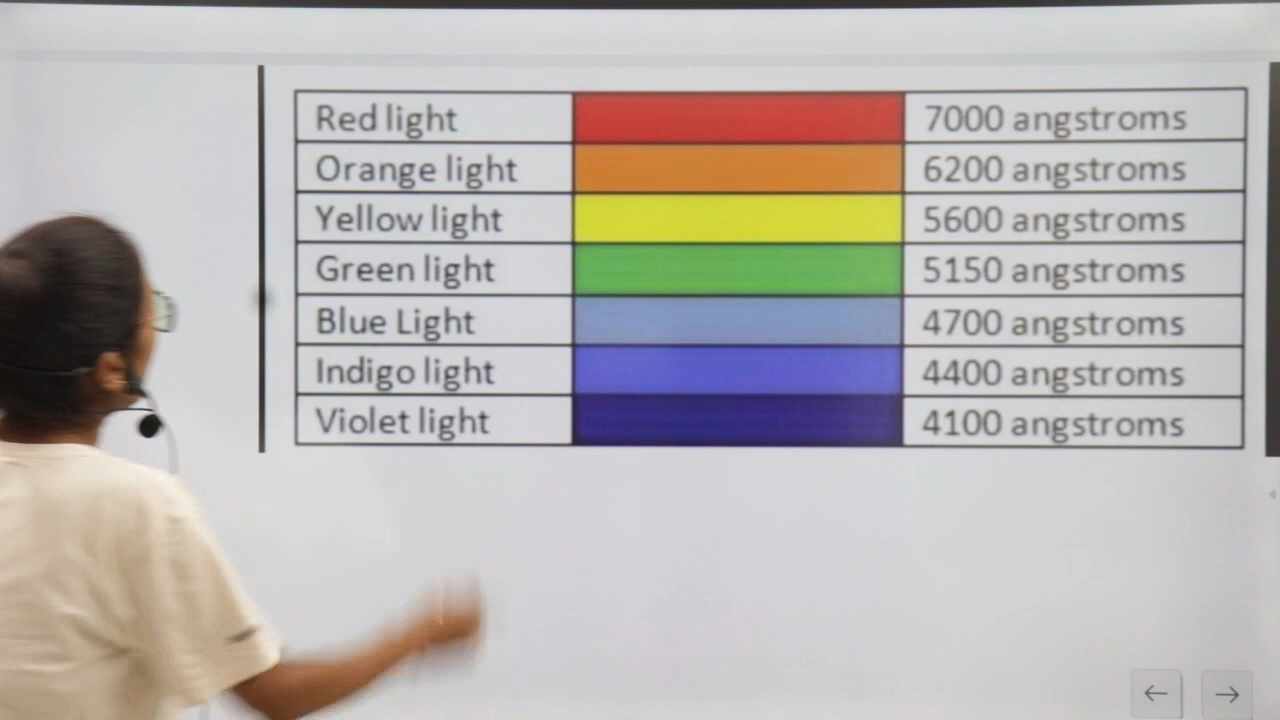 Red light 7000 angstroms
Orange light 6200 angstroms
Yellow light 5600 angstroms
Green light 5150 angstroms
Blue Light 4700 angstroms
Indigo light 4400 angstroms
Violet light 4100 angstroms